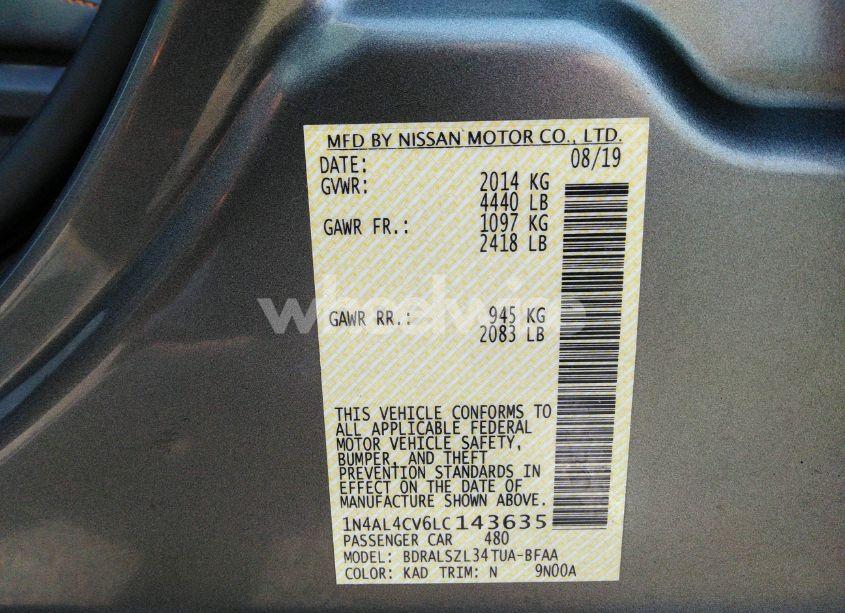 MFD BY NISSAN MOTOR CO., LTD.
DATE: 08/19
GVWR: 2014 KG
4440 LB
GAWR FR.: 1097 KG
2418 LB
wheelwire
GAWR RR.: 945 KG
2083 LB
THIS VEHICLE CONFORMS TO
ALL APPLICABLE FEDERAL
MOTOR VEHICLE SAFETY,
BUMPER, AND THEFT
PREVENTION STANDARDS IN
EFFECT ON THE DATE OF
MANUFACTURE SHOWN ABOVE.
1N4AL4CV6LC143635
PASSENGER CAR 480
MODEL: BDRALSZL34TUA-BFAA
COLOR: KAD TRIM: N 9N00A